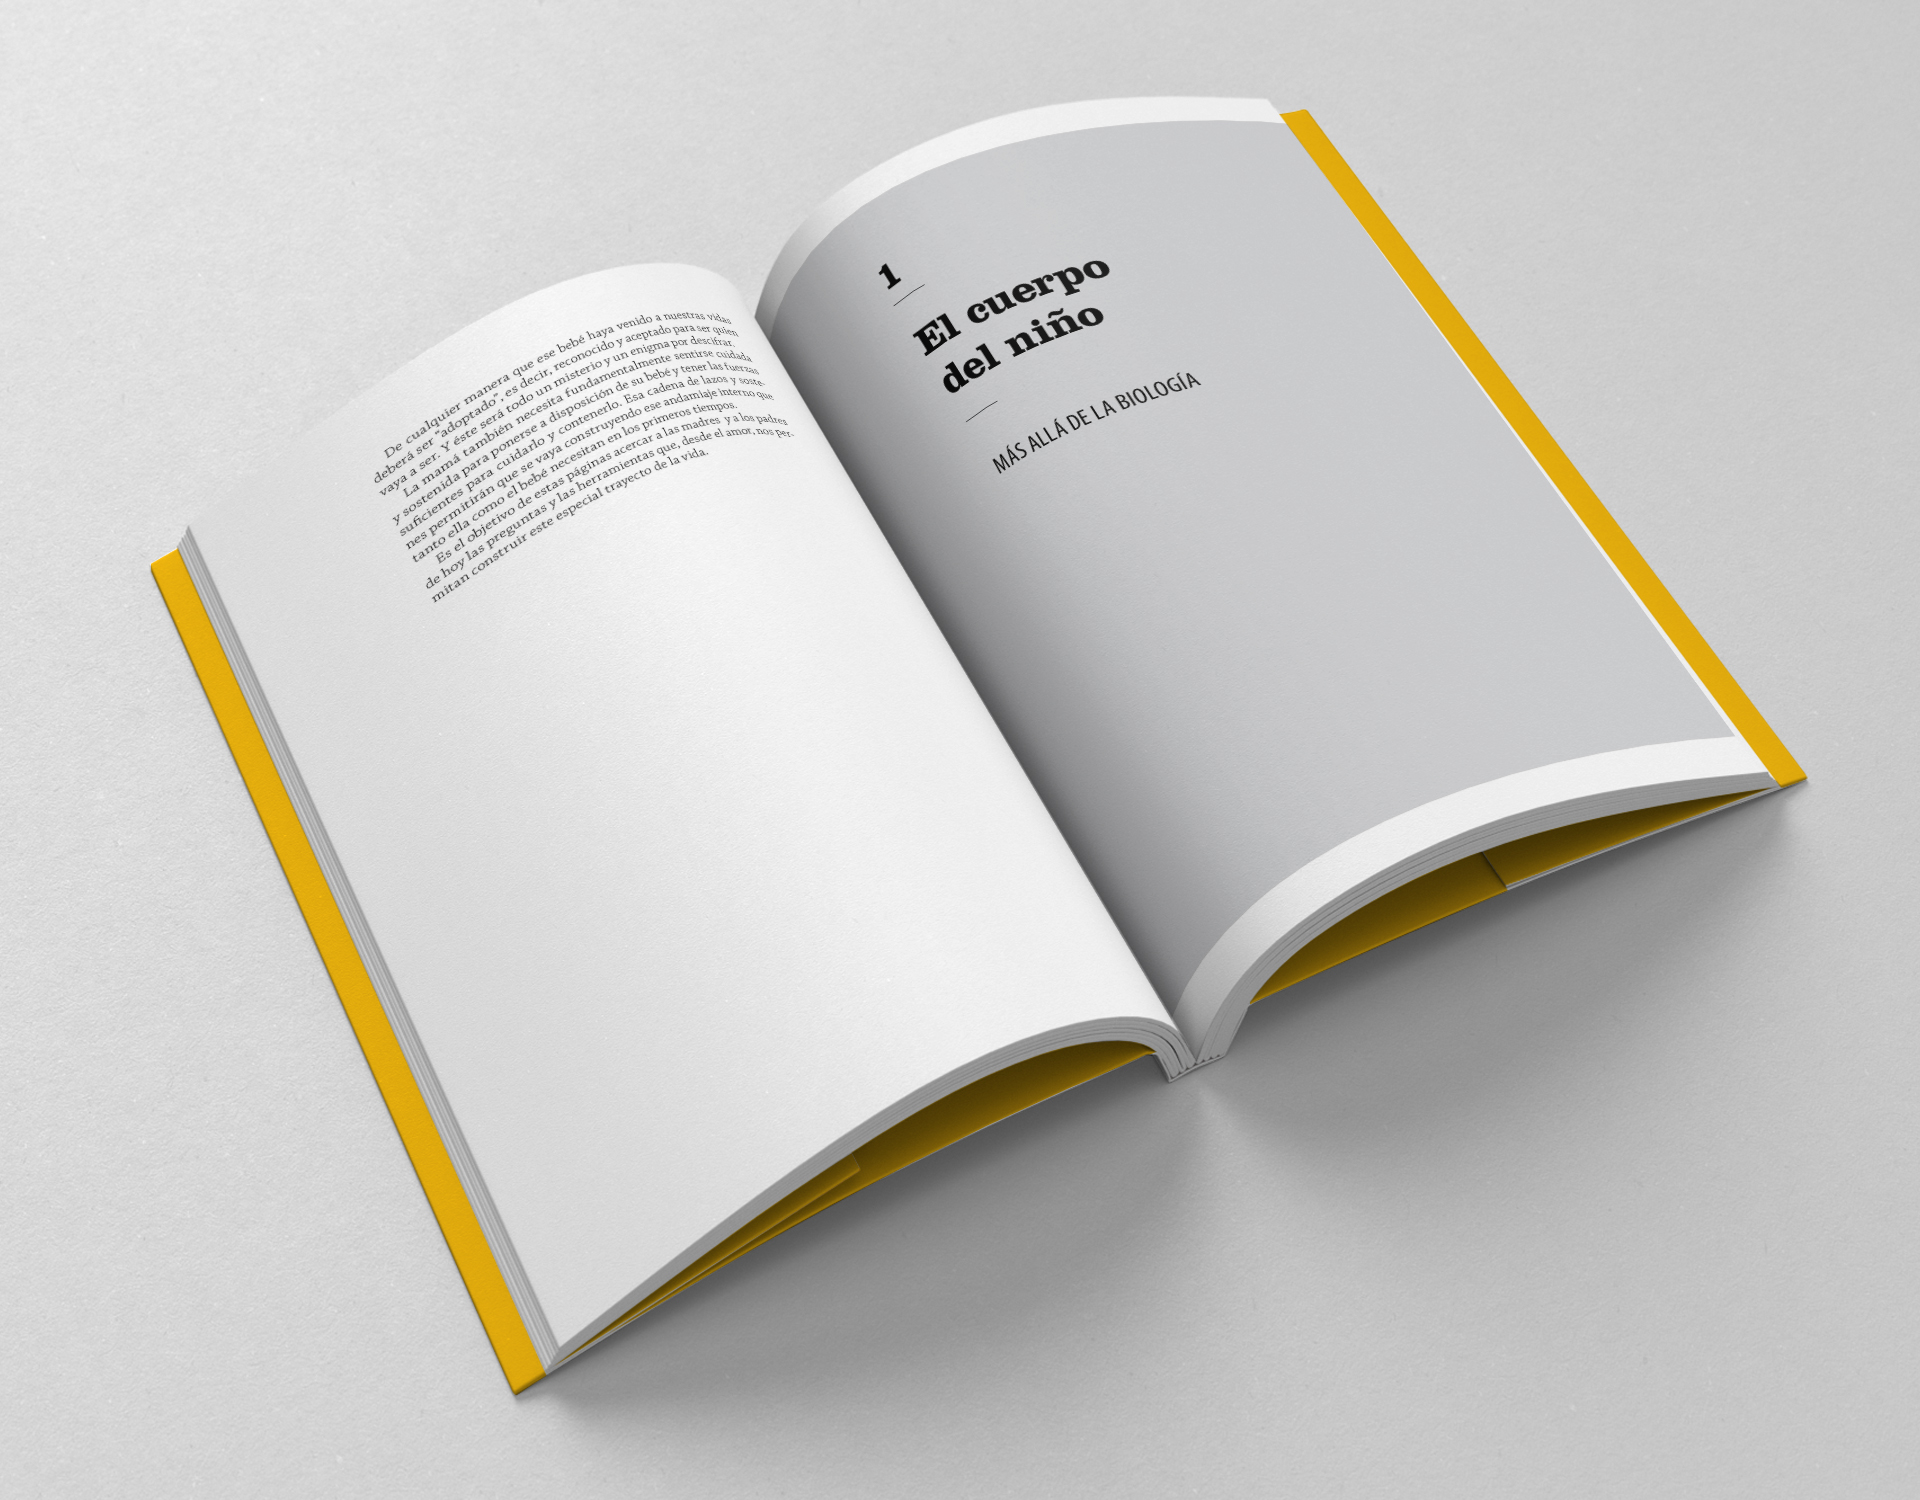 De cualquier manera que ese bebé haya venido a nuestras vidas
deberá ser “adoptado”, es decir, reconocido y aceptado para ser quien
vaya a ser. Y éste será todo un misterio y un enigma por descifrar.
La mamá también necesita fundamentalmente sentirse cuidada
y sostenida para ponerse a disposición de su bebé y tener las fuerzas
suficientes para cuidarlo y contenerlo. Esa cadena de lazos y soste-
nes permitirán que se vaya construyendo ese andamiaje interno que
tanto ella como el bebé necesitan en los primeros tiempos.
Es el objetivo de estas páginas acercar a las madres y a los padres
de hoy las preguntas y las herramientas que, desde el amor, nos per-
mitan construir este especial trayecto de la vida.
1
El cuerpo
del niño
MÁS ALLÁ DE LA BIOLOGÍA